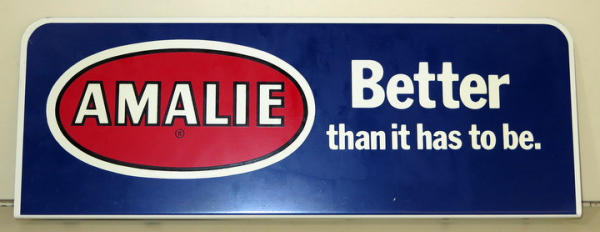 AMALIE
®
Better
than it has to be.